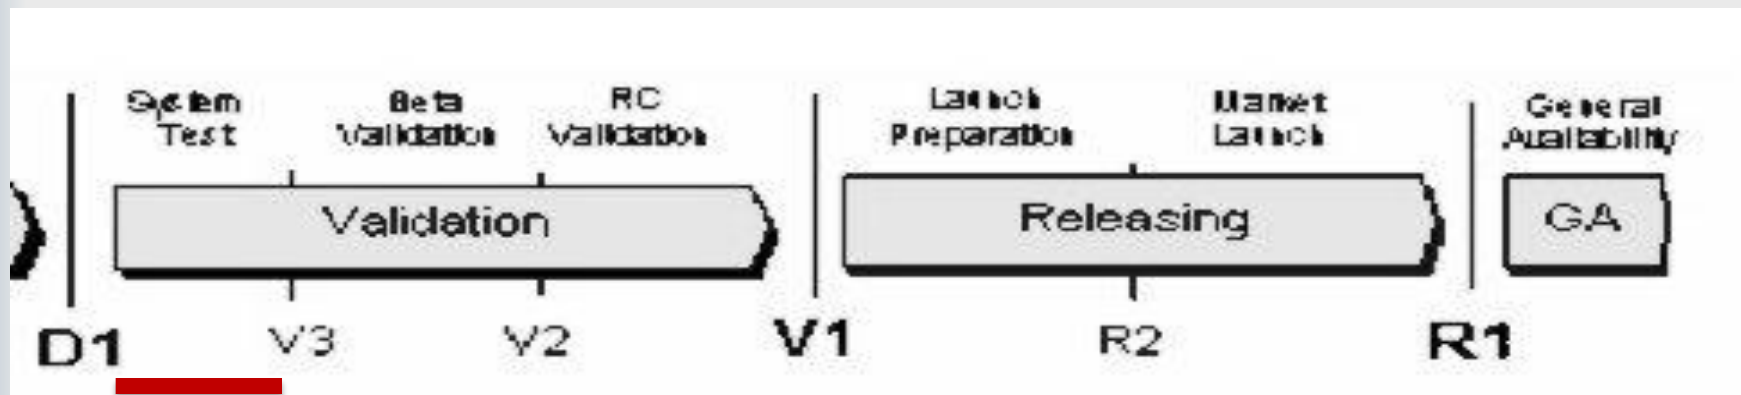 System
Test
Beta
Validation
RC
Validation
Launch
Preparation
Market
Launch
General
Availability
Validation
Releasing
GA
D1
V3
V2
V1
R2
R1